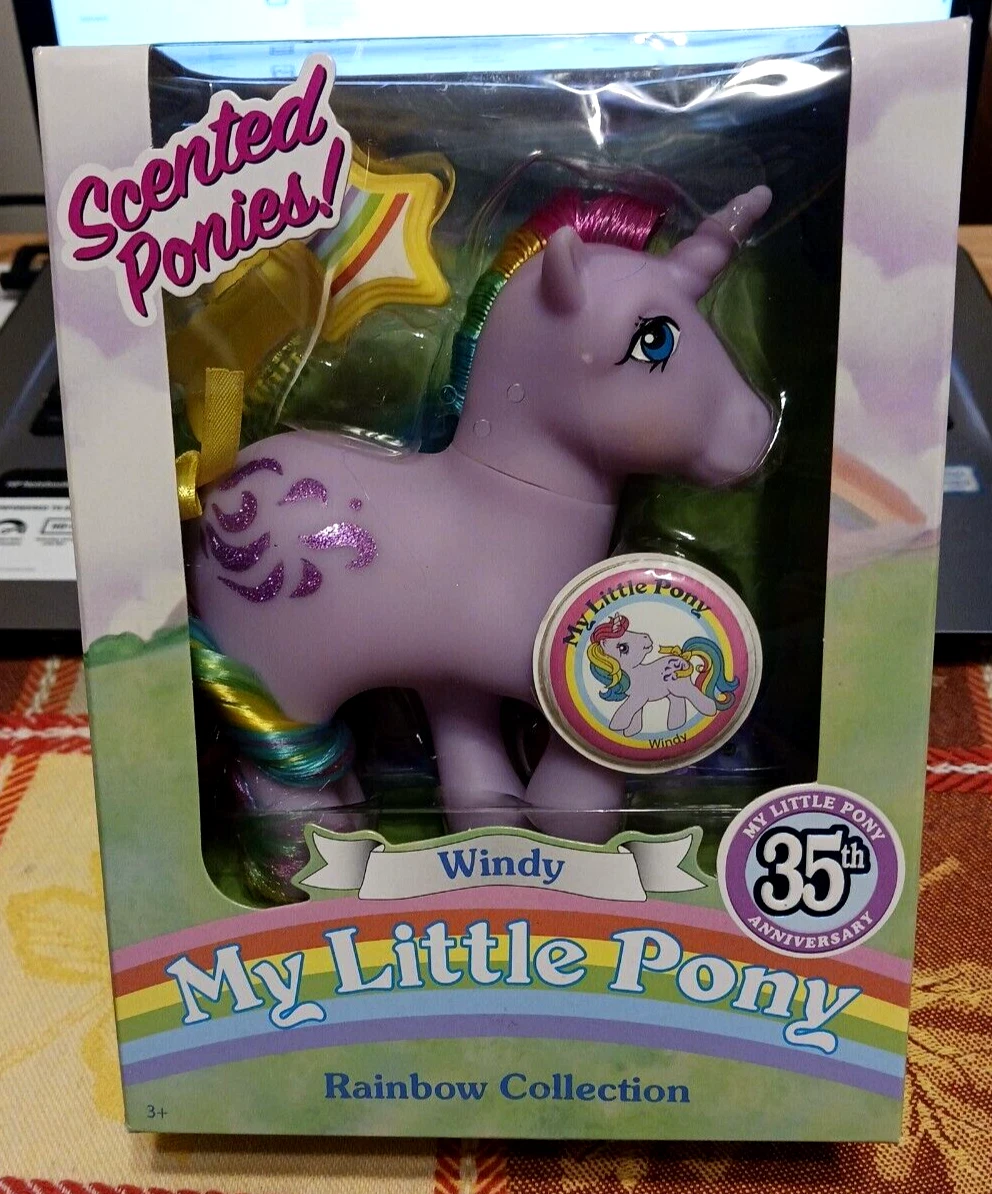 Scented
Ponies!
My Little Pony
Windy
Windy
MY LITTLE PONY
35th
ANNIVERSARY
My Little Pony
Rainbow Collection
3+